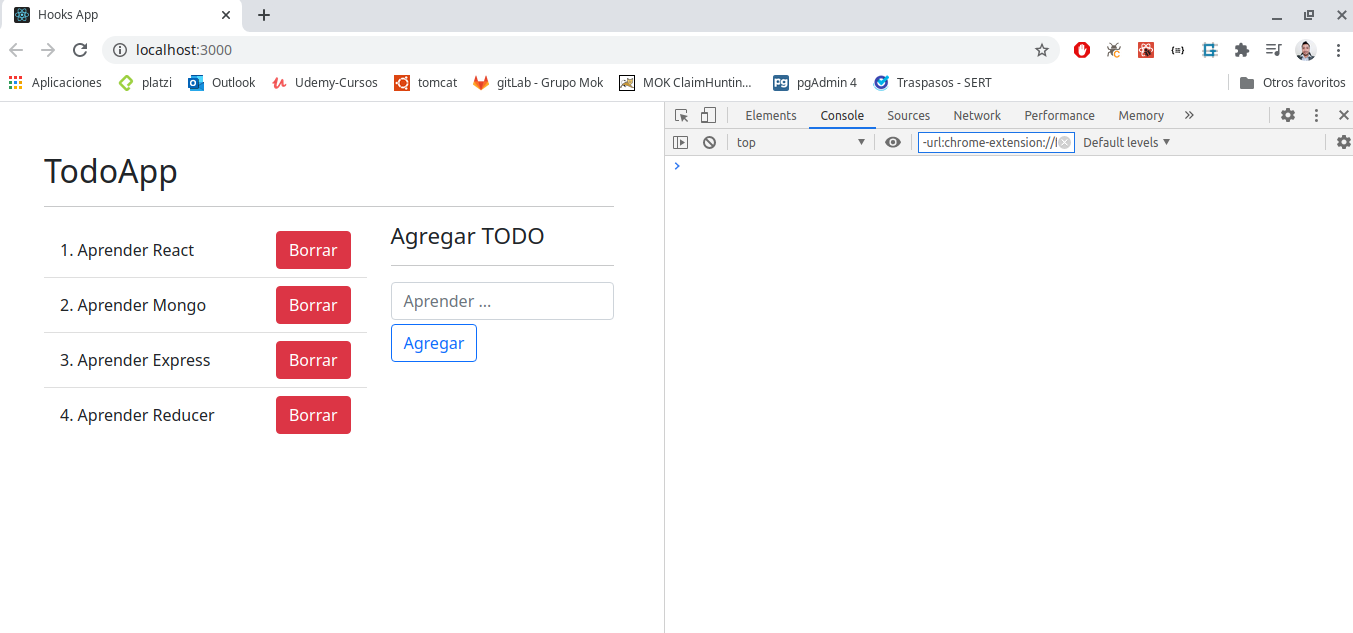 Hooks App
localhost:3000
Aplicaciones platzi Outlook Udemy-Cursos tomcat gitLab - Grupo Mok MOK ClaimHuntin... pgAdmin 4 Traspasos - SERT Otros favoritos
Elements Console Sources Network Performance Memory
top -url:chrome-extension:// Default levels
TodoApp
1. Aprender React Borrar
2. Aprender Mongo Borrar
3. Aprender Express Borrar
4. Aprender Reducer Borrar
Agregar TODO
Aprender ...
Agregar